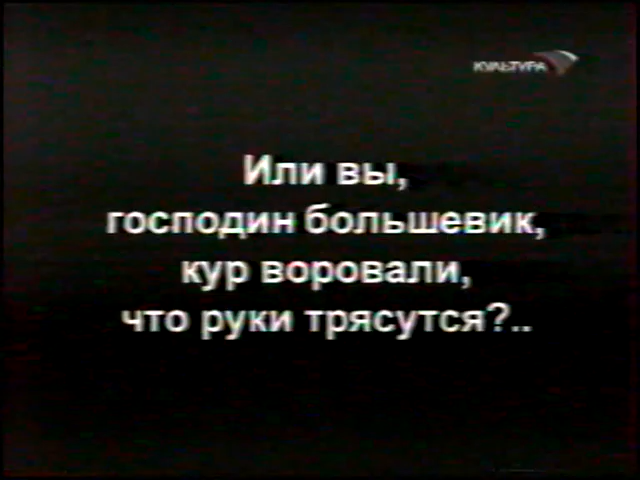 КУЛЬТУРА
Или вы,
господин большевик,
кур воровали,
что руки трясутся?..